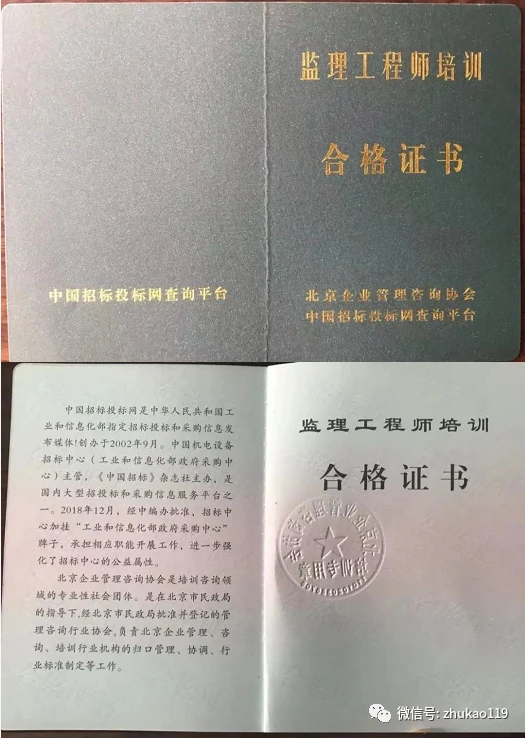 监理工程师培训
合格证书
中国招标投标网查询平台
北京企业管理咨询协会
中国招标投标网查询平台
中国招标投标网是中华人民共和国工
业和信息化部指定招标投标和采购信息发
布媒体!创办于2002年9月。中国机电设备
招标中心（工业和信息化部政府采购中
心）主管，《中国招标》杂志社主办，是
国内大型招投标和采购信息服务平台之
一。2018年12月，经中编办批准，招标中
心加挂“工业和信息化部政府采购中心”
牌子，承担相应职能开展工作，进一步强
化了招标中心的公益属性。
北京企业管理咨询协会是培训咨询领
域的专业性社会团体。是在北京市民政局
的指导下,经北京市民政局批准并登记的管
理咨询行业协会,负责北京企业管理、咨
询、培训行业机构的归口管理、协调、行
业标准制定等工作。
监理工程师培训
合格证书
培训专用章
微信号: zhukao119